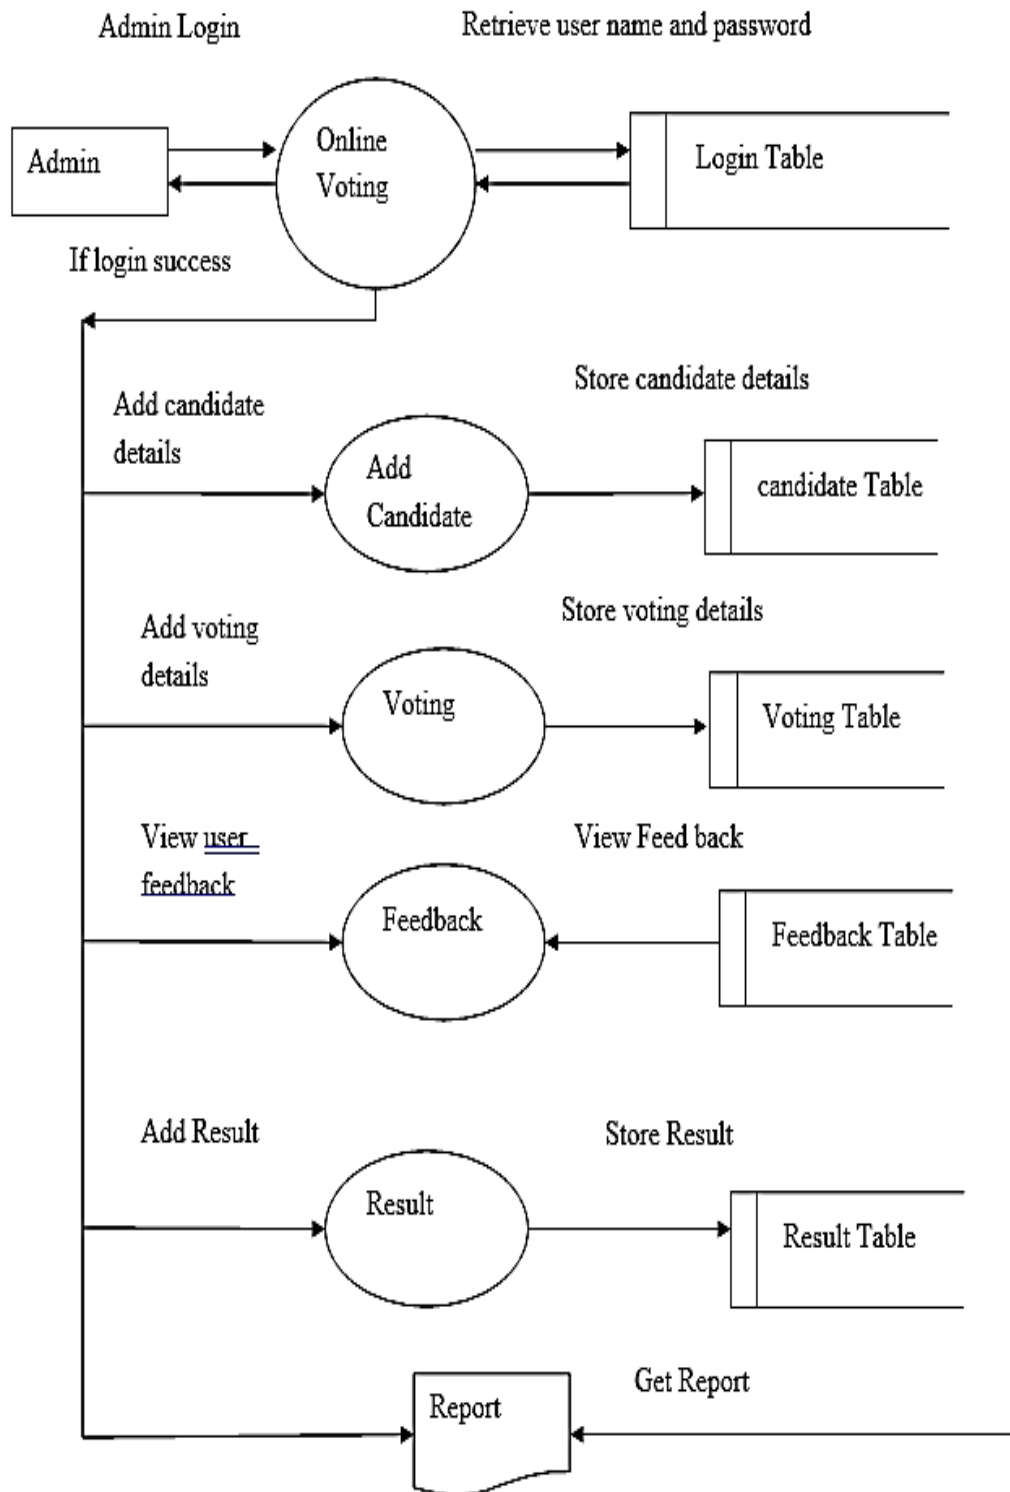 Admin Login
Retrieve user name and password
Admin
Online
Voting
Login Table
If login success
Store candidate details
Add candidate
details
Add
Candidate
candidate Table
Store voting details
Add voting
details
Voting
Voting Table
View user
feedback
View Feed back
Feedback
Feedback Table
Add Result
Store Result
Result
Result Table
Get Report
Report